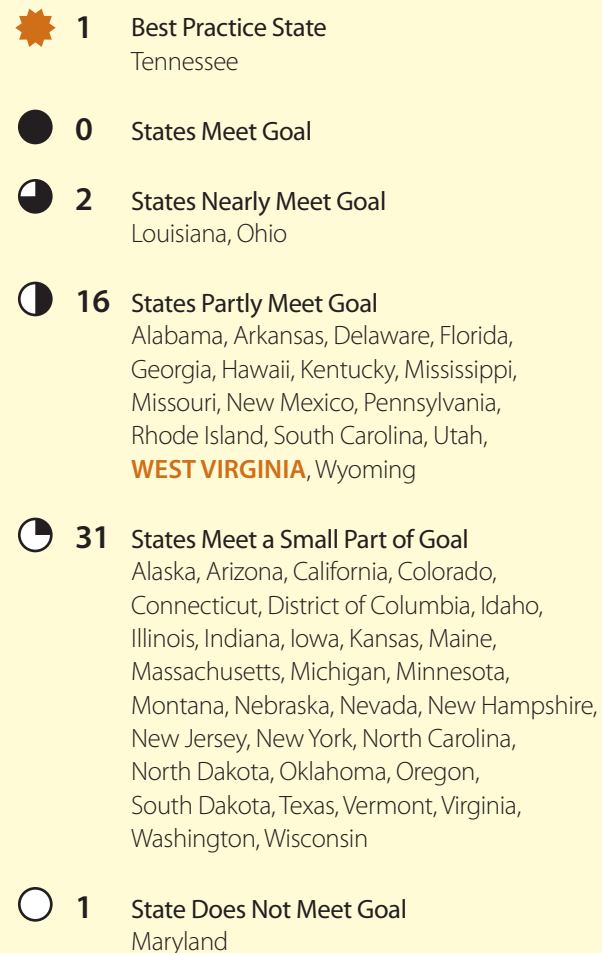 1 Best Practice State
Tennessee
0 States Meet Goal
2 States Nearly Meet Goal
Louisiana, Ohio
16 States Partly Meet Goal
Alabama, Arkansas, Delaware, Florida,
Georgia, Hawaii, Kentucky, Mississippi,
Missouri, New Mexico, Pennsylvania,
Rhode Island, South Carolina, Utah,
WEST VIRGINIA, Wyoming
31 States Meet a Small Part of Goal
Alaska, Arizona, California, Colorado,
Connecticut, District of Columbia, Idaho,
Illinois, Indiana, Iowa, Kansas, Maine,
Massachusetts, Michigan, Minnesota,
Montana, Nebraska, Nevada, New Hampshire,
New Jersey, New York, North Carolina,
North Dakota, Oklahoma, Oregon,
South Dakota, Texas, Vermont, Virginia,
Washington, Wisconsin
1 State Does Not Meet Goal
Maryland